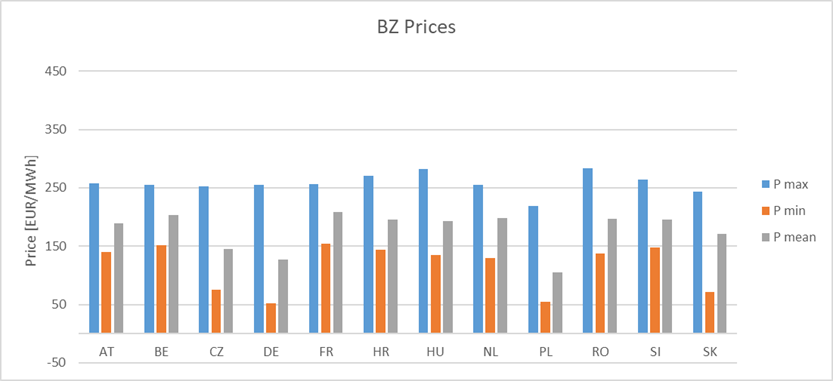 BZ Prices
450
350
250
150
50
-50
Price [EUR/MWh]
AT BE CZ DE FR HR HU NL PL RO SI SK
P max
P min
P mean